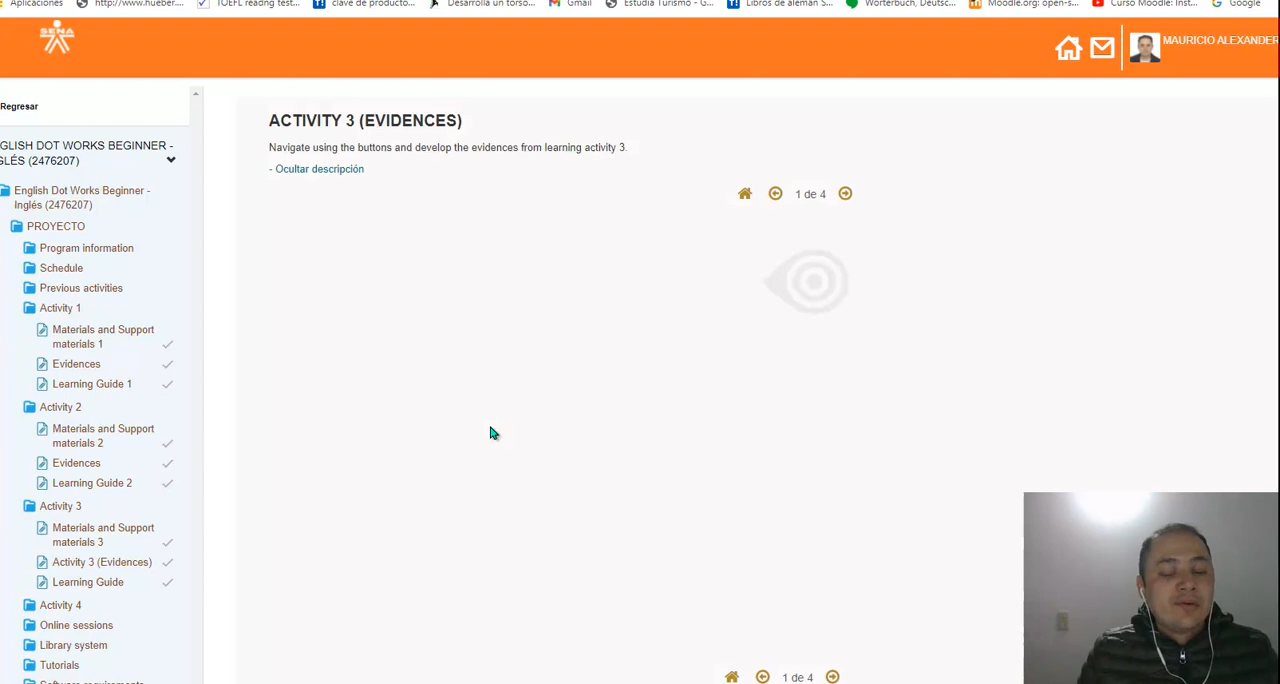 Aplicaciones
http://www.hueber....
TOEFL readng test...
clave de producto...
Desarrolla un torso...
Gmail
Estudia Turismo - G...
Libros de alemán S...
Wörterbuch, Deutsc...
Moodle.org: open-s...
Curso Moodle: Inst...
Google
SENA
MAURICIO ALEXANDER
Regresar
GLISH DOT WORKS BEGINNER -
GLÉS (2476207)
English Dot Works Beginner -
Inglés (2476207)
PROYECTO
Program information
Schedule
Previous activities
Activity 1
Materials and Support
materials 1
Evidences
Learning Guide 1
Activity 2
Materials and Support
materials 2
Evidences
Learning Guide 2
Activity 3
Materials and Support
materials 3
Activity 3 (Evidences)
Learning Guide
Activity 4
Online sessions
Library system
Tutorials
ACTIVITY 3 (EVIDENCES)
Navigate using the buttons and develop the evidences from learning activity 3.
- Ocultar descripción
1 de 4
1 de 4